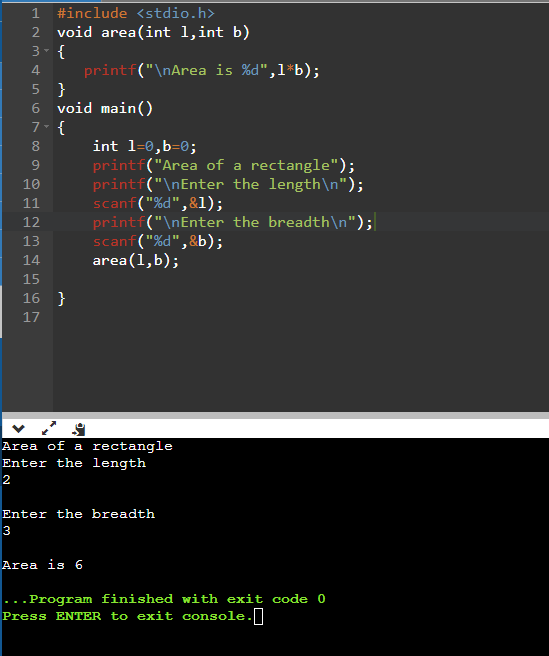 1 #include <stdio.h>
2 void area(int l,int b)
3 {
4    printf("\nArea is %d",l*b);
5 }
6 void main()
7 {
8     int l=0,b=0;
9     printf("Area of a rectangle");
10     printf("\nEnter the length\n");
11     scanf("%d",&l);
12     printf("\nEnter the breadth\n");
13     scanf("%d",&b);
14     area(l,b);
15
16 }
17
Area of a rectangle
Enter the length
2
Enter the breadth
3
Area is 6
...Program finished with exit code 0
Press ENTER to exit console.